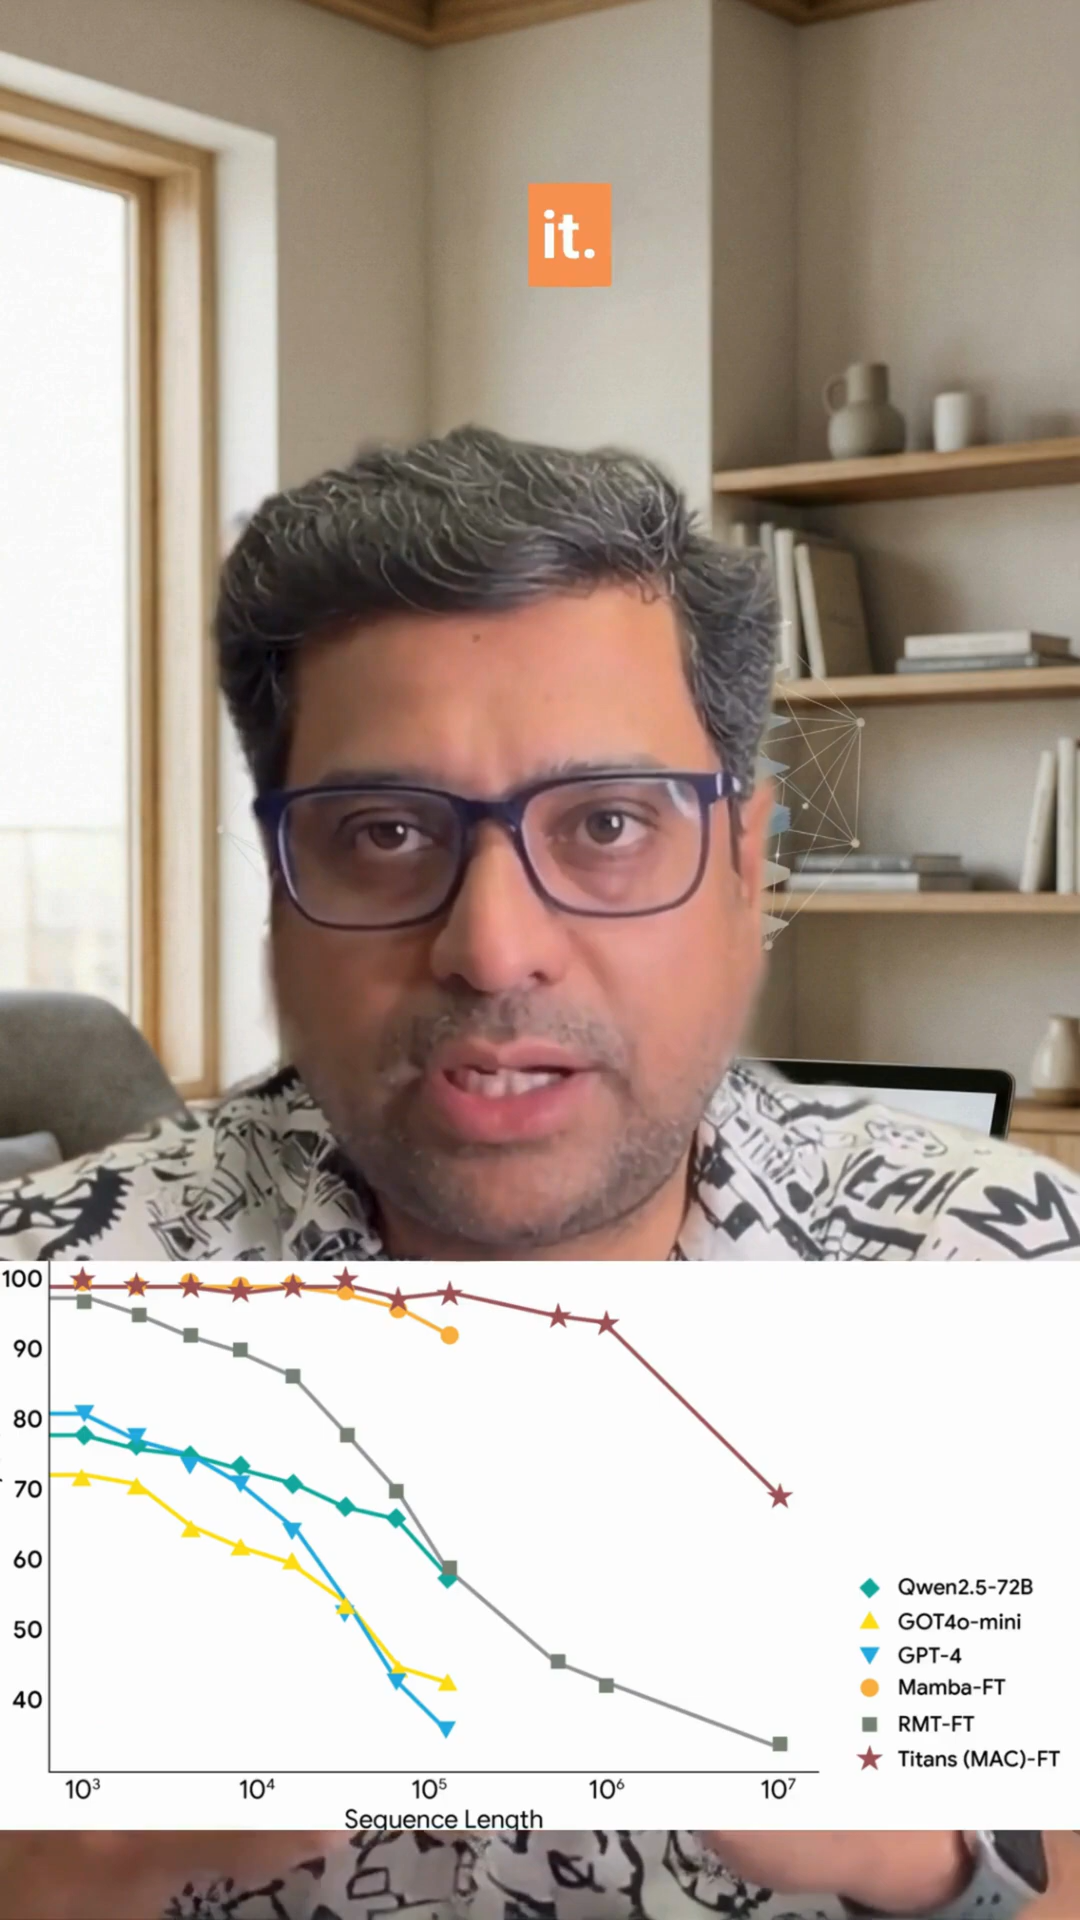 it.
YEAH
100
90
80
70
60
50
40
10³
10⁴
10⁵
10⁶
10⁷
Sequence Length
Qwen2.5-72B
GOT4o-mini
GPT-4
Mamba-FT
RMT-FT
Titans (MAC)-FT